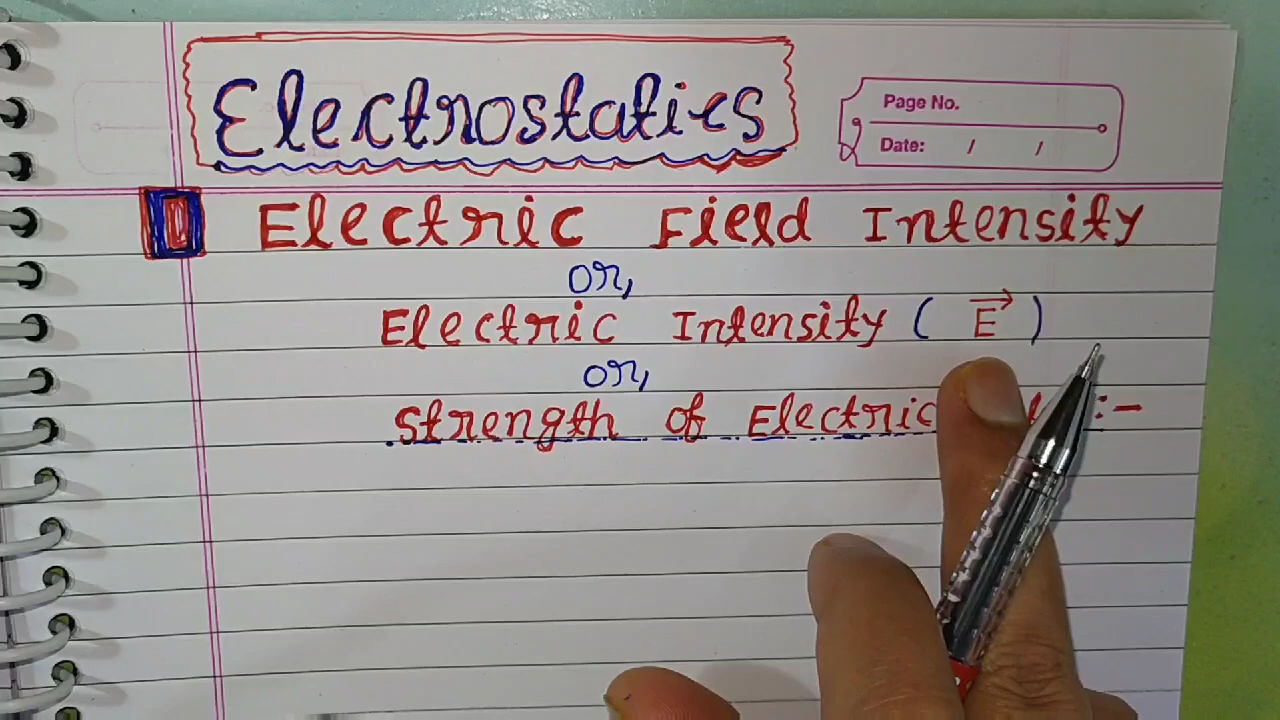 Electrostatics
Page No.
Date: / /
Electric Field Intensity
or,
Electric Intensity ( E⃗ )
or,
Strength of Electric :-